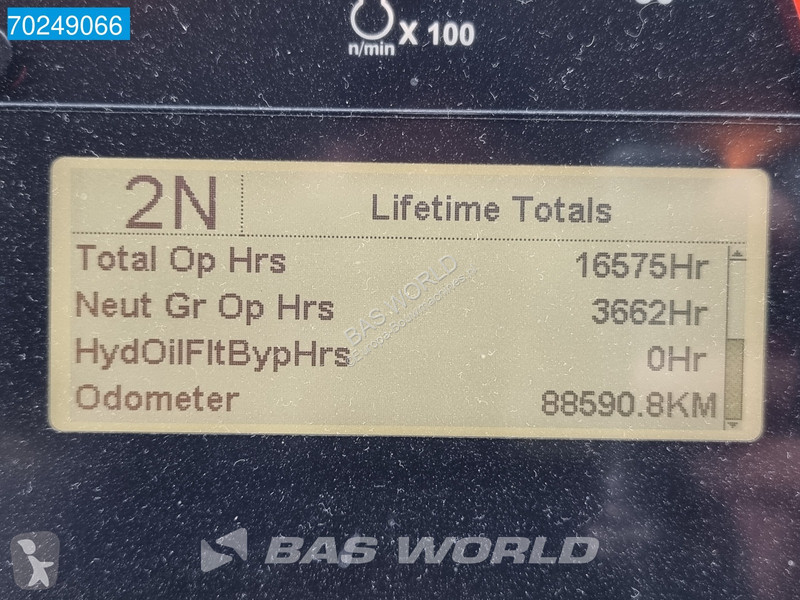 70249066
n/min X 100
2N Lifetime Totals
Total Op Hrs 16575Hr
Neut Gr Op Hrs 3662Hr
HydOilFltBypHrs 0Hr
Odometer 88590.8KM
BAS WORLD
BAS WORLD